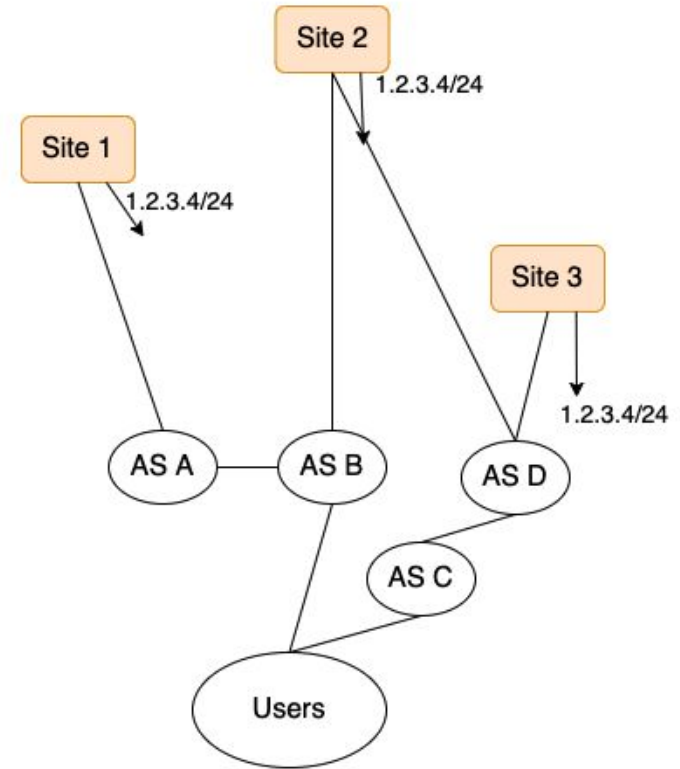 Site 2
1.2.3.4/24
Site 1
1.2.3.4/24
Site 3
1.2.3.4/24
AS A
AS B
AS D
AS C
Users